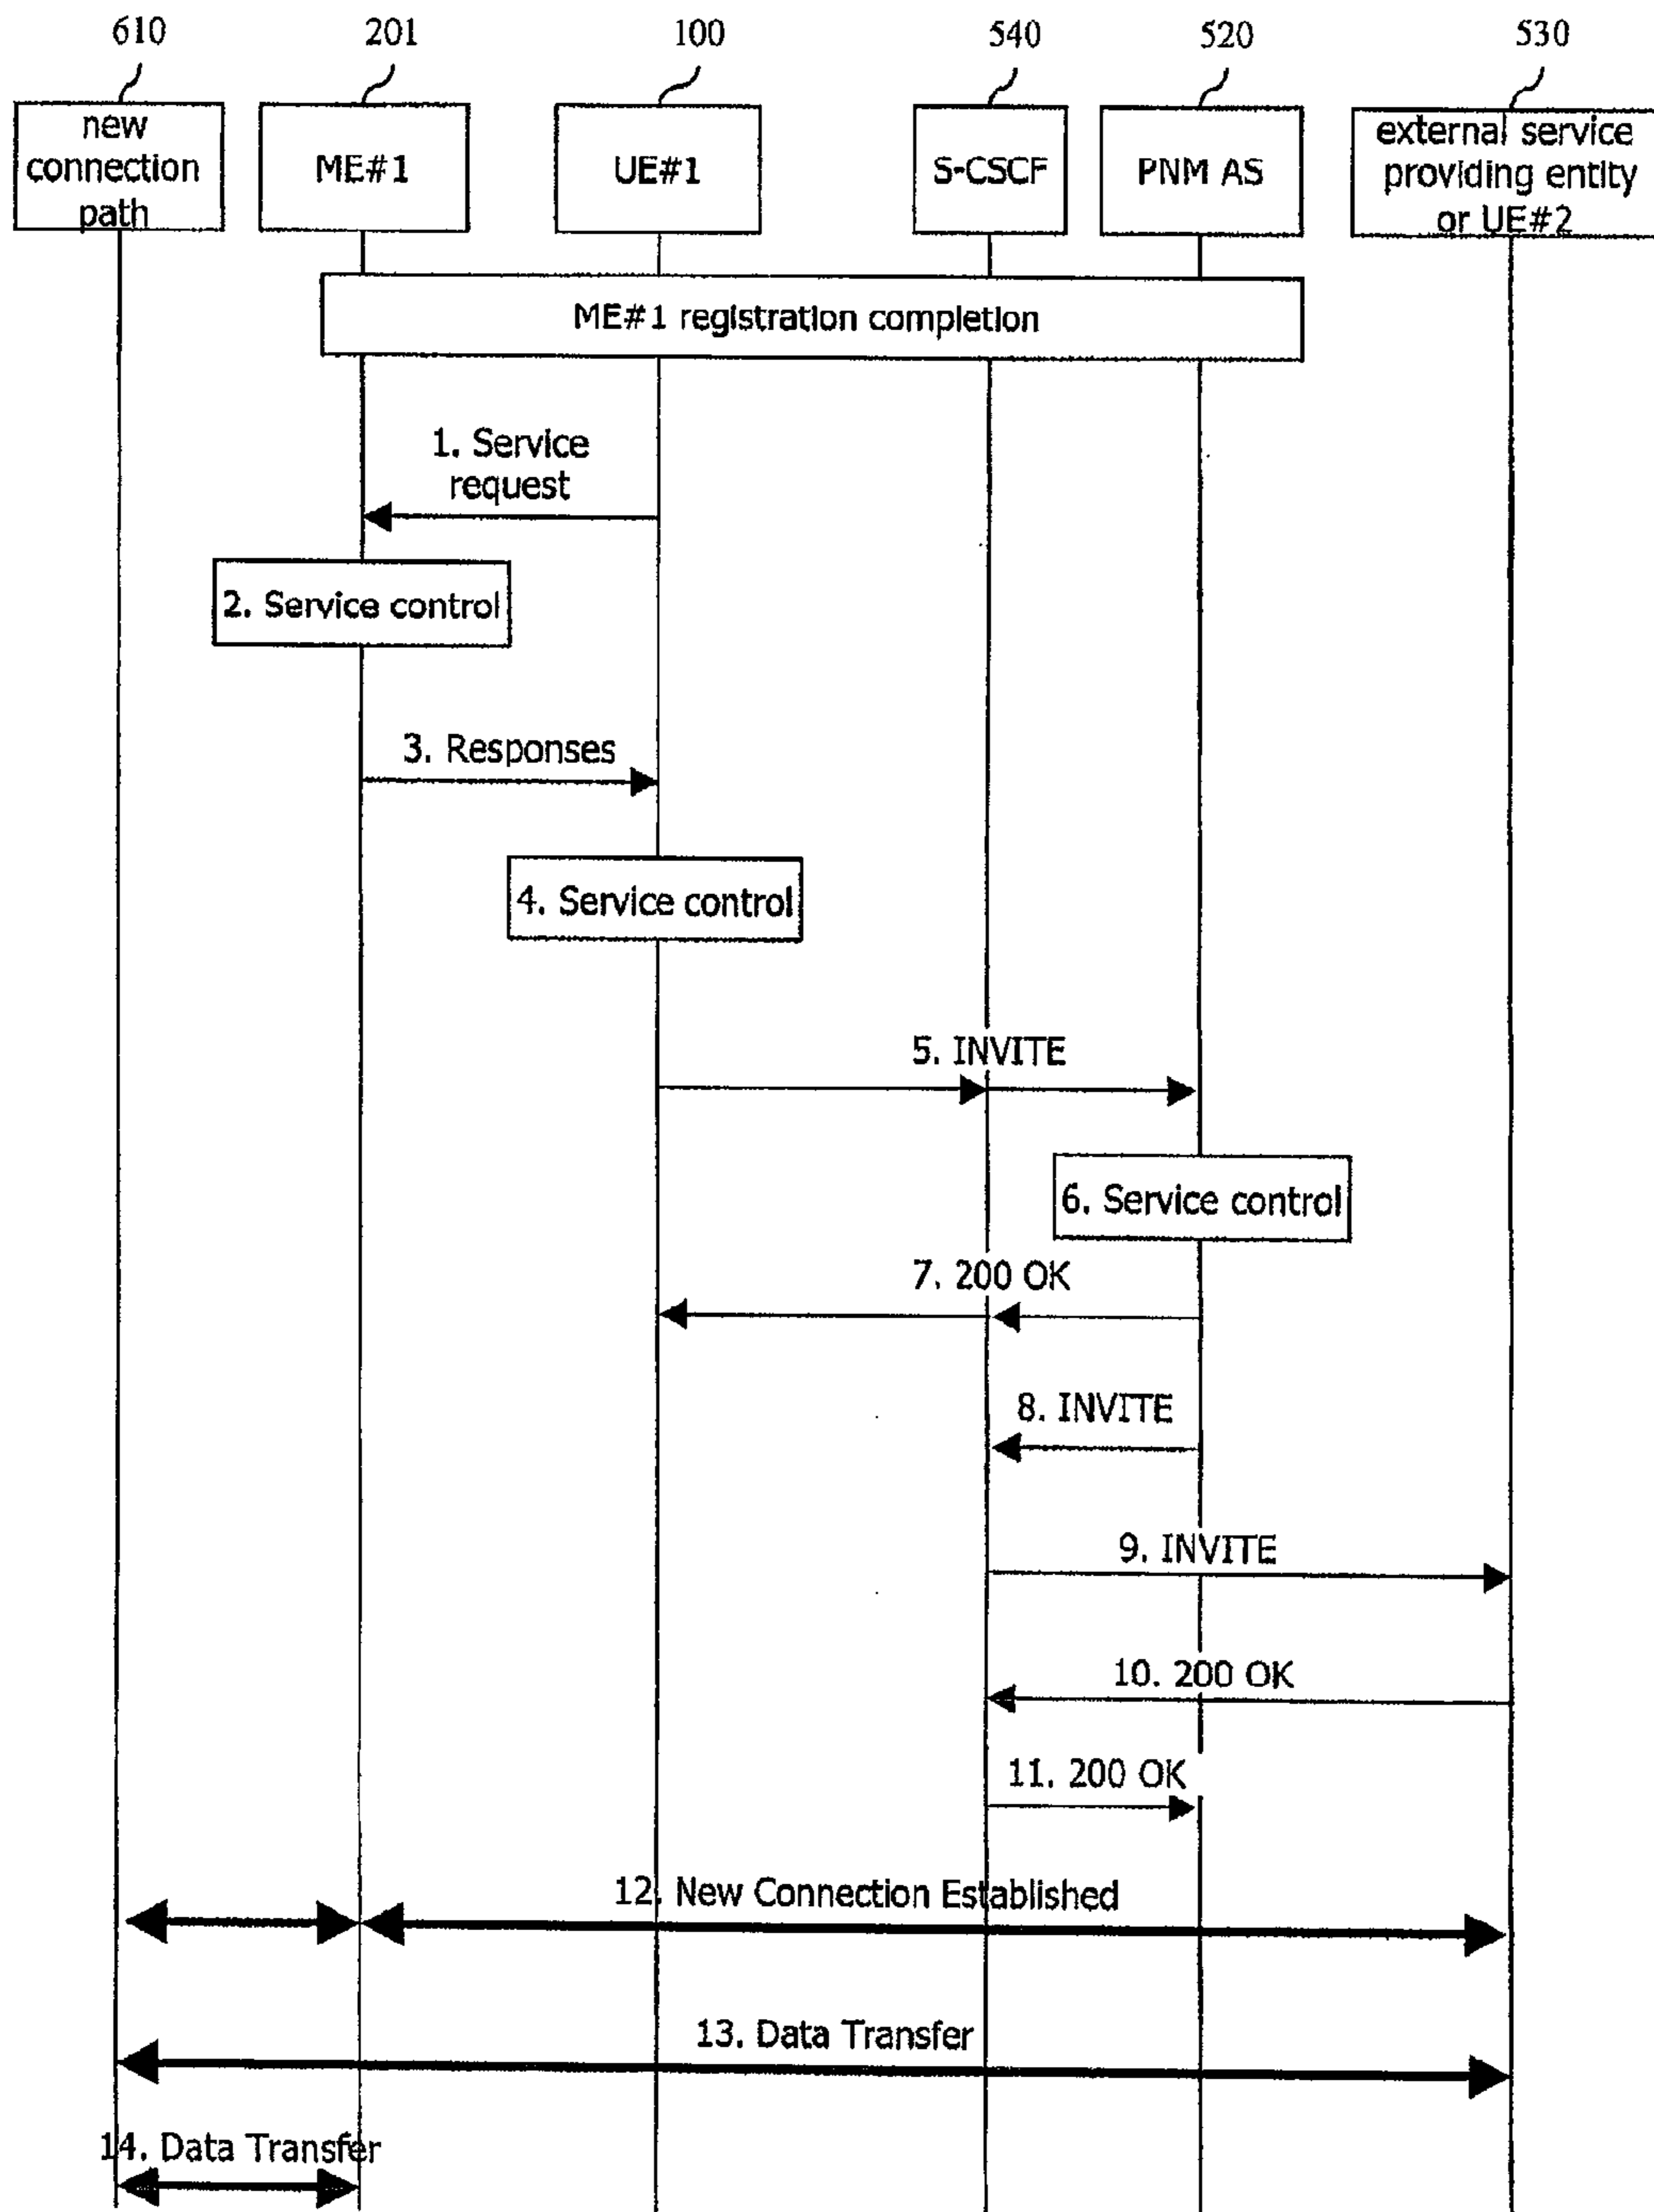 610
201
100
540
520
530
new
connection
path
ME#1
UE#1
S-CSCF
PNM AS
external service
providing entity
or UE#2
ME#1 registration completion
1. Service
request
2. Service control
3. Responses
4. Service control
5. INVITE
6. Service control
7. 200 OK
8. INVITE
9. INVITE
10. 200 OK
11. 200 OK
12. New Connection Established
13. Data Transfer
14. Data Transfer